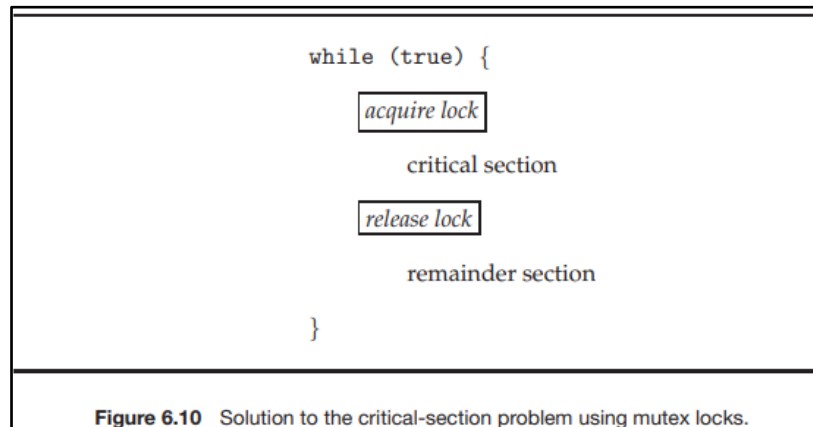 while (true) {
acquire lock
critical section
release lock
remainder section
}
Figure 6.10 Solution to the critical-section problem using mutex locks.